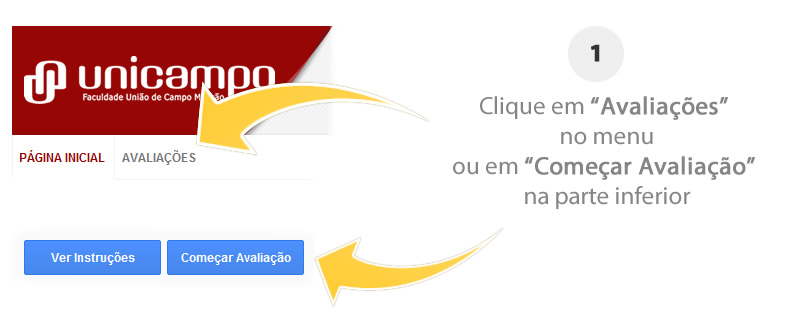 unicampo
Faculdade União de Campo
PÁGINA INICIAL
AVALIAÇÕES
Ver Instruções
Começar Avaliação
1
Clique em “Avaliações”
no menu
ou em “Começar Avaliação”
na parte inferior